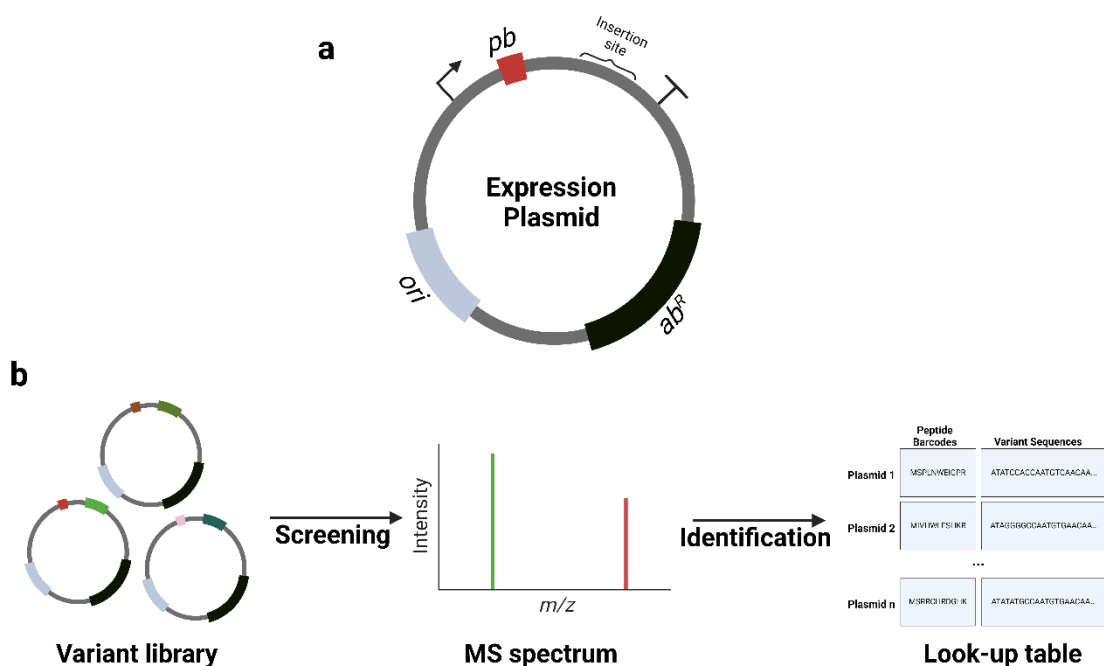 a
pb
Insertion
site
Expression
Plasmid
ori
abᴿ
b
Variant library
Screening
Intensity
m/z
MS spectrum
Identification
Peptide
Barcodes
Variant Sequences
Plasmid 1
MSPLNWEICPR
ATATCCACCAATGTCAACAA...
Plasmid 2
ATAGGGGCCAATGTGAACAA...
...
Plasmid n
ATATATGCCAATGTGAACAA...
Look-up table